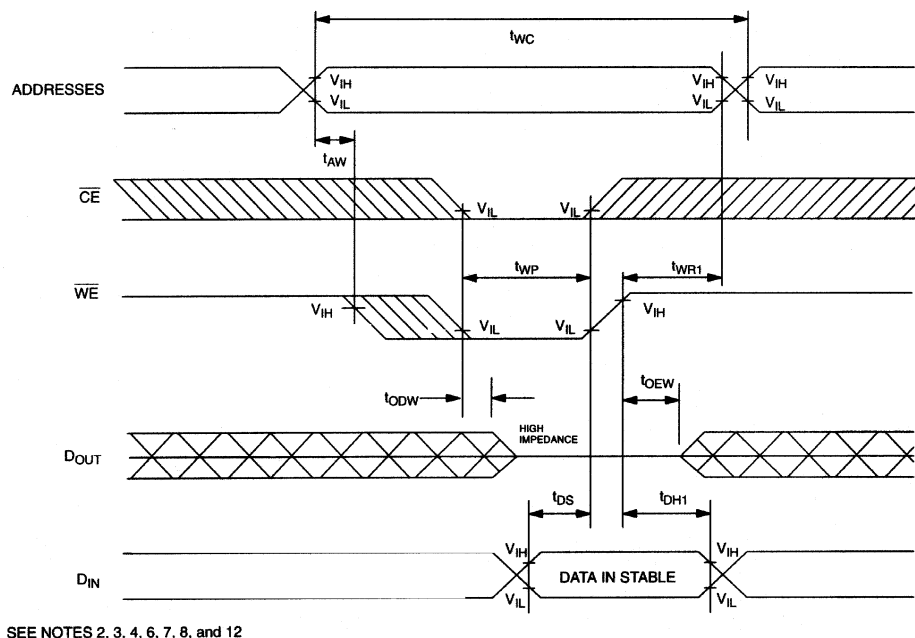 tWC
ADDRESSES
VIH
VIL
VIH
VIL
VIH
VIL
tAW
CE
VIL
VIL
tWP
tWR1
WE
VIH
VIL
VIL
VIH
tODW
tOEW
HIGH
IMPEDANCE
DOUT
tDS
tDH1
VIH
VIH
DIN
DATA IN STABLE
VIL
VIL
SEE NOTES 2, 3, 4, 6, 7, 8, and 12